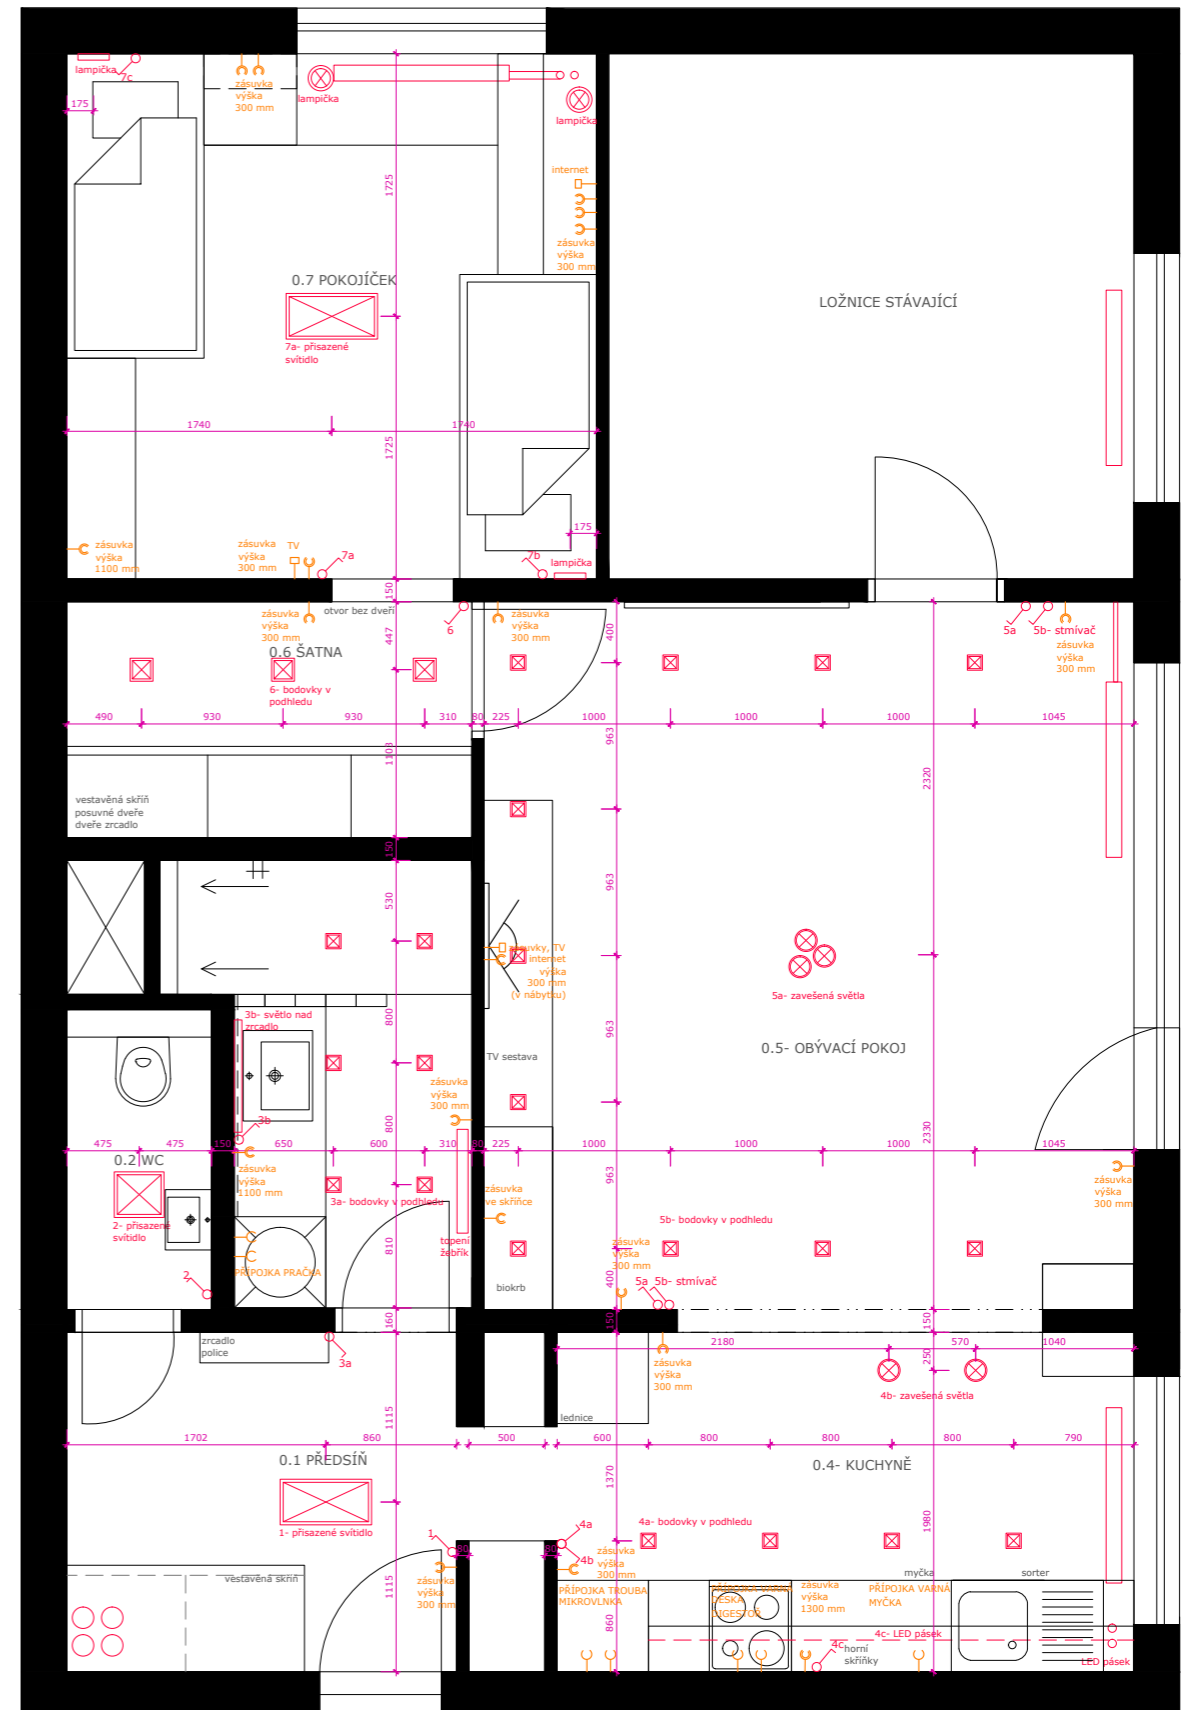 lampička
7c
zásuvka
výška
300 mm
lampička
lampička
175
internet
zásuvka
výška
300 mm
1725
0.7 POKOJÍČEK
LOŽNICE STÁVAJÍCÍ
7a- přisazené
svítidlo
1740
1740
1725
175
zásuvka
výška
1100 mm
zásuvka
výška
300 mm
TV
7a
7b
lampička
150
otvor bez dveří
zásuvka
výška
300 mm
6
zásuvka
výška
300 mm
5a
5b- stmívač
zásuvka
výška
300 mm
447
400
0.6 ŠATNA
6- bodovky v
podhledu
490
930
930
310
80
225
1000
1000
1000
1045
1103
963
2320
vestavěná skříň
posuvné dveře
dveře zrcadlo
150
530
963
zásuvky, TV
internet
výška
300 mm
(v nábytku)
5a- zavešená světla
3b- světlo nad
zrcadlo
800
963
0.5- OBÝVACÍ POKOJ
TV sestava
zásuvka
výška
300 mm
3b
800
2330
475
475
150
650
600
310
80
225
1000
1000
1000
1045
0.2 WC
zásuvka
výška
1100 mm
963
zásuvka
výška
300 mm
zásuvka
ve skříňce
3a- bodovky v podhledu
2- přisazené
svítidlo
5b- bodovky v podhledu
topení
žebřík
810
zásuvka
výška
300 mm
PŘÍPOJKA PRAČKA
400
2
biokrb
5a
5b- stmívač
160
150
150
zrcadlo
police
3a
2180
570
1040
zásuvka
výška
300 mm
250
4b- zavešená světla
1115
lednice
1702
860
500
600
800
800
800
790
0.1 PŘEDSÍŇ
0.4- KUCHYNĚ
1370
1980
1- přisazené svítidlo
1
4a
4b
4a- bodovky v podhledu
80
80
zásuvka
výška
300 mm
vestavěná skříň
zásuvka
výška
300 mm
1115
myčka
sorter
PŘÍPOJKA TROUBA
MIKROVLNKA
DESKA
DIGESTOŘ
zásuvka
výška
1300 mm
PŘÍPOJKA VARNÁ
MYČKA
860
4c- LED pásek
4c
horní
skříňky
LED pásek